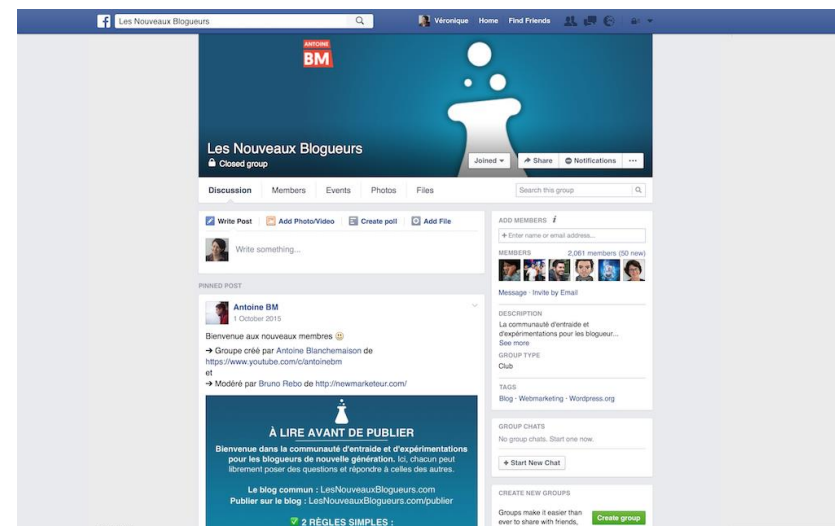 Les Nouveaux Blogueurs
Véronique Home Find Friends
ANTOINE
BM
Les Nouveaux Blogueurs
Closed group
Joined Share Notifications
Discussion Members Events Photos Files
Search this group
Write Post Add Photo/Video Create poll Add File
Write something...
PINNED POST
Antoine BM
1 October 2015
Bienvenue aux nouveaux membres
→ Groupe créé par Antoine Blanchemaison de
https://www.youtube.com/c/antoinebm
et
→ Modéré par Bruno Rebo de http://newmarketeur.com/
À LIRE AVANT DE PUBLIER
Bienvenue dans la communauté d'entraide et d'expérimentations
pour les blogueurs de nouvelle génération. Ici, chacun peut
librement poser des questions et répondre à celles des autres.
Le blog commun : LesNouveauxBlogueurs.com
Publier sur le blog : LesNouveauxBlogueurs.com/publier
2 RÈGLES SIMPLES :
ADD MEMBERS i
+ Enter name or email address...
MEMBERS 2,061 members (50 new)
Message · Invite by Email
DESCRIPTION
La communauté d'entraide et
d'expérimentations pour les blogueur...
See more
GROUP TYPE
Club
TAGS
Blog · Webmarketing · Wordpress.org
GROUP CHATS
No group chats. Start one now.
+ Start New Chat
CREATE NEW GROUPS
Groups make it easier than
ever to share with friends,
Create group